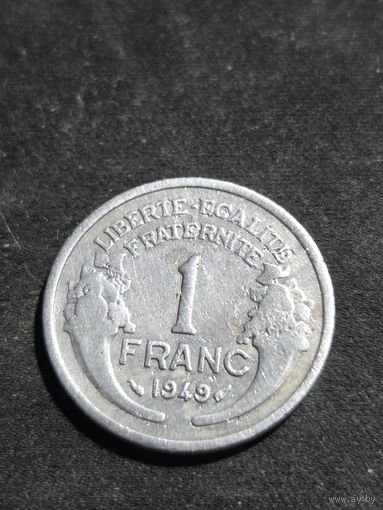 LIBERTE·EGALITE
FRATERNITE
1
FRANC
1949
www.ay.by